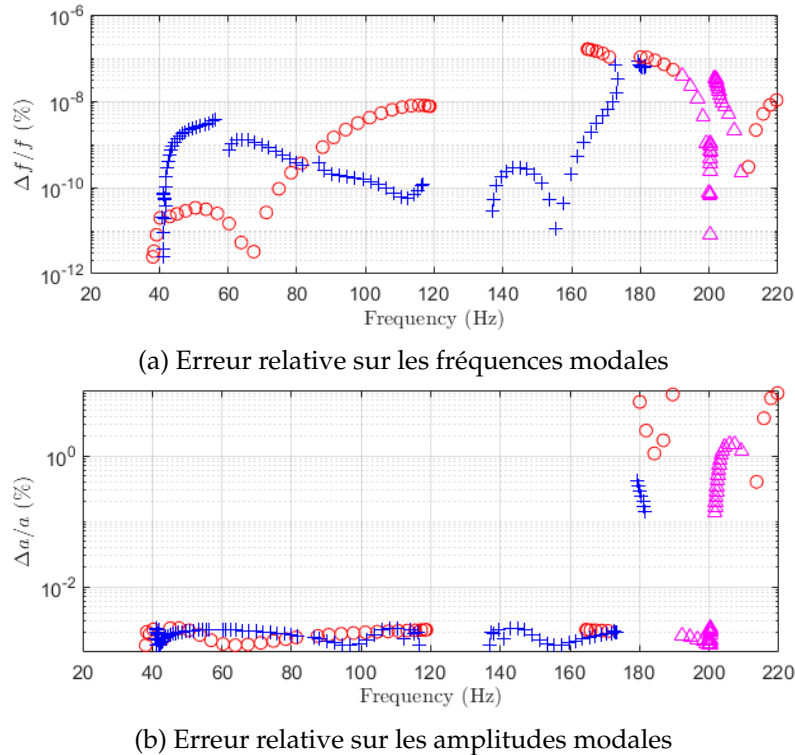 10^-6
10^-8
10^-10
10^-12
Δf/f (%)
20 40 60 80 100 120 140 160 180 200 220
Frequency (Hz)
(a) Erreur relative sur les fréquences modales
10^0
10^-2
Δa/a (%)
20 40 60 80 100 120 140 160 180 200 220
Frequency (Hz)
(b) Erreur relative sur les amplitudes modales